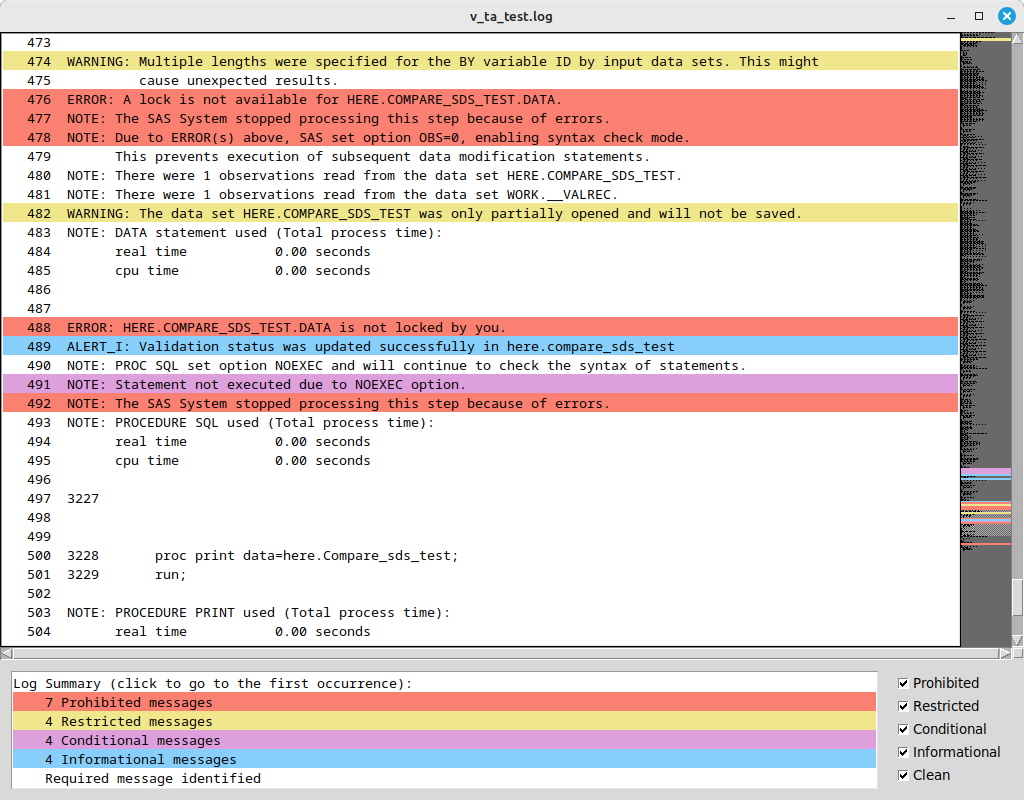 v_ta_test.log
473
474 WARNING: Multiple lengths were specified for the BY variable ID by input data sets. This might
475 cause unexpected results.
476 ERROR: A lock is not available for HERE.COMPARE_SDS_TEST.DATA.
477 NOTE: The SAS System stopped processing this step because of errors.
478 NOTE: Due to ERROR(s) above, SAS set option OBS=0, enabling syntax check mode.
479 This prevents execution of subsequent data modification statements.
480 NOTE: There were 1 observations read from the data set HERE.COMPARE_SDS_TEST.
481 NOTE: There were 1 observations read from the data set WORK.__VALREC.
482 WARNING: The data set HERE.COMPARE_SDS_TEST was only partially opened and will not be saved.
483 NOTE: DATA statement used (Total process time):
484 real time 0.00 seconds
485 cpu time 0.00 seconds
486
487
488 ERROR: HERE.COMPARE_SDS_TEST.DATA is not locked by you.
489 ALERT_I: Validation status was updated successfully in here.compare_sds_test
490 NOTE: PROC SQL set option NOEXEC and will continue to check the syntax of statements.
491 NOTE: Statement not executed due to NOEXEC option.
492 NOTE: The SAS System stopped processing this step because of errors.
493 NOTE: PROCEDURE SQL used (Total process time):
494 real time 0.00 seconds
495 cpu time 0.00 seconds
496
497 3227
498
499
500 3228 proc print data=here.Compare_sds_test;
501 3229 run;
502
503 NOTE: PROCEDURE PRINT used (Total process time):
504 real time 0.00 seconds
Log Summary (click to go to the first occurrence):
7 Prohibited messages
4 Restricted messages
4 Conditional messages
4 Informational messages
Required message identified
Prohibited
Restricted
Conditional
Informational
Clean